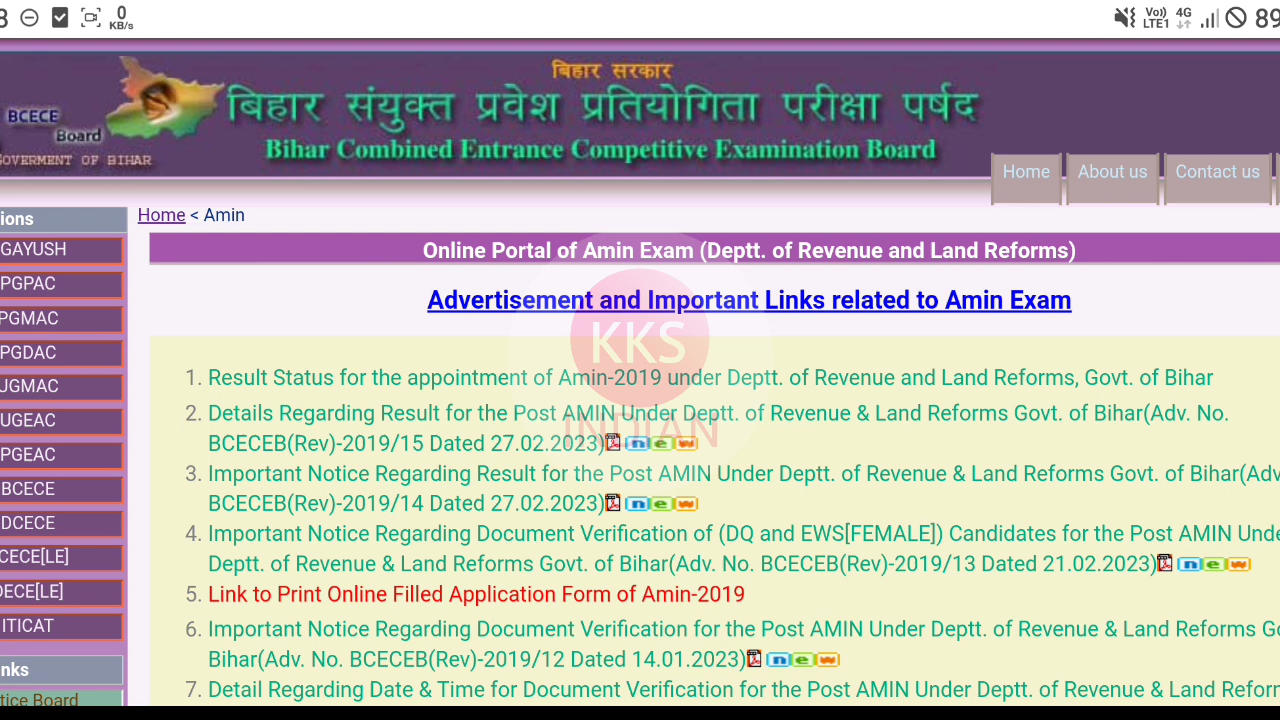 8 0 KB/s Vo)) LTE1 4G 89
बिहार सरकार
बिहार संयुक्त प्रवेश प्रतियोगिता परीक्षा पर्षद
BCECE
Board
GOVERMENT OF BIHAR
Bihar Combined Entrance Competitive Examination Board
Home About us Contact us
ions
Home < Amin
GAYUSH
PGPAC
PGMAC
PGDAC
UGMAC
UGEAC
PGEAC
BCECE
DCECE
CECE[LE]
DECE[LE]
ITICAT
nks
tice Board
Online Portal of Amin Exam (Deptt. of Revenue and Land Reforms)
Advertisement and Important Links related to Amin Exam
KKS
INDIAN
1. Result Status for the appointment of Amin-2019 under Deptt. of Revenue and Land Reforms, Govt. of Bihar
2. Details Regarding Result for the Post AMIN Under Deptt. of Revenue & Land Reforms Govt. of Bihar(Adv. No.
BCECEB(Rev)-2019/15 Dated 27.02.2023) new
3. Important Notice Regarding Result for the Post AMIN Under Deptt. of Revenue & Land Reforms Govt. of Bihar(Adv
BCECEB(Rev)-2019/14 Dated 27.02.2023) new
4. Important Notice Regarding Document Verification of (DQ and EWS[FEMALE]) Candidates for the Post AMIN Unde
Deptt. of Revenue & Land Reforms Govt. of Bihar(Adv. No. BCECEB(Rev)-2019/13 Dated 21.02.2023) new
5. Link to Print Online Filled Application Form of Amin-2019
6. Important Notice Regarding Document Verification for the Post AMIN Under Deptt. of Revenue & Land Reforms Go
Bihar(Adv. No. BCECEB(Rev)-2019/12 Dated 14.01.2023) new
7. Detail Regarding Date & Time for Document Verification for the Post AMIN Under Deptt. of Revenue & Land Reforn